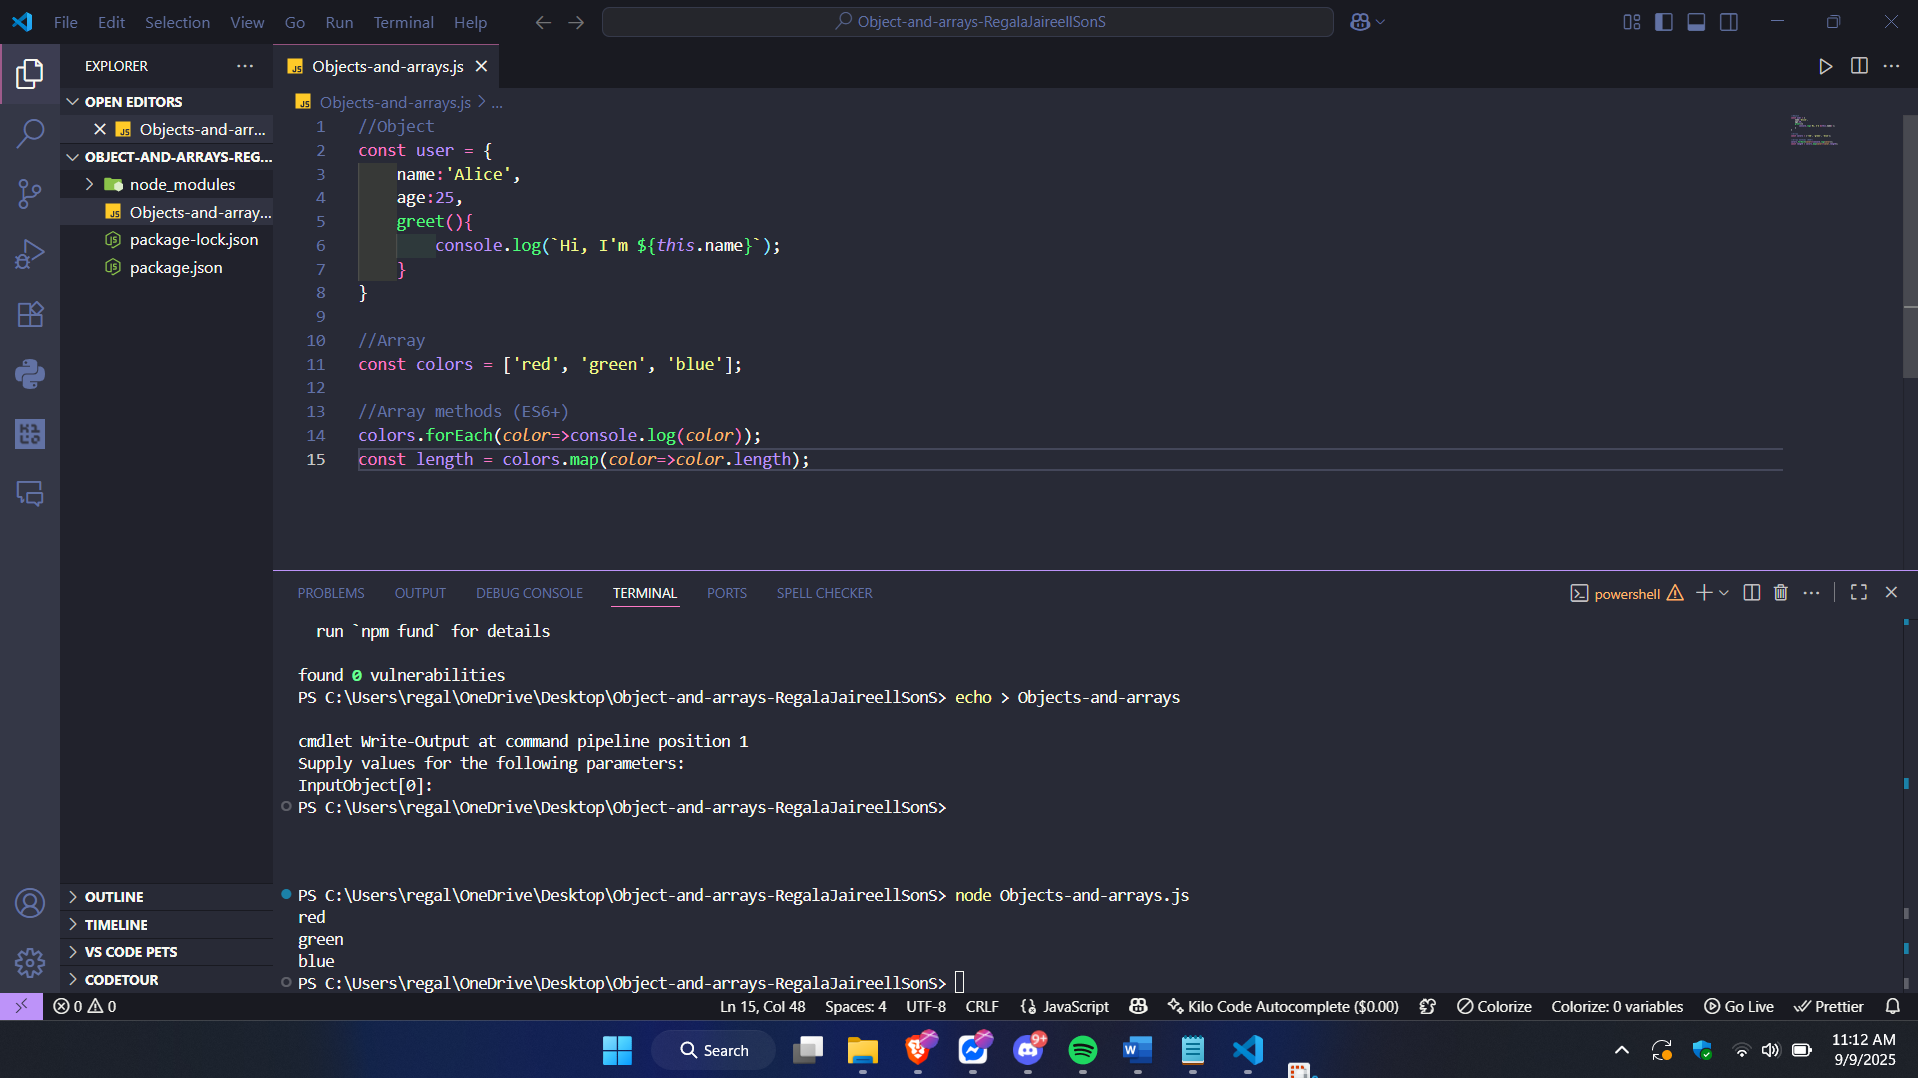 File Edit Selection View Go Run Terminal Help
Object-and-arrays-RegalaJaireellSonS
EXPLORER
OPEN EDITORS
JS Objects-and-arr...
OBJECT-AND-ARRAYS-REG...
node_modules
JS Objects-and-array...
package-lock.json
package.json
OUTLINE
TIMELINE
VS CODE PETS
CODETOUR
JS Objects-and-arrays.js
JS Objects-and-arrays.js > ...
1 //Object
2 const user = {
3 name:'Alice',
4 age:25,
5 greet(){
6 console.log(`Hi, I'm ${this.name}`);
7 }
8 }
9
10 //Array
11 const colors = ['red', 'green', 'blue'];
12
13 //Array methods (ES6+)
14 colors.forEach(color=>console.log(color));
15 const length = colors.map(color=>color.length);
PROBLEMS OUTPUT DEBUG CONSOLE TERMINAL PORTS SPELL CHECKER
powershell
run `npm fund` for details
found 0 vulnerabilities
PS C:\Users\regal\OneDrive\Desktop\Object-and-arrays-RegalaJaireellSonS> echo > Objects-and-arrays
cmdlet Write-Output at command pipeline position 1
Supply values for the following parameters:
InputObject[0]:
PS C:\Users\regal\OneDrive\Desktop\Object-and-arrays-RegalaJaireellSonS>
PS C:\Users\regal\OneDrive\Desktop\Object-and-arrays-RegalaJaireellSonS> node Objects-and-arrays.js
red
green
blue
PS C:\Users\regal\OneDrive\Desktop\Object-and-arrays-RegalaJaireellSonS>
0 0 Ln 15, Col 48 Spaces: 4 UTF-8 CRLF {} JavaScript Kilo Code Autocomplete ($0.00) Colorize Colorize: 0 variables Go Live Prettier
Search
9+
11:12 AM
9/9/2025